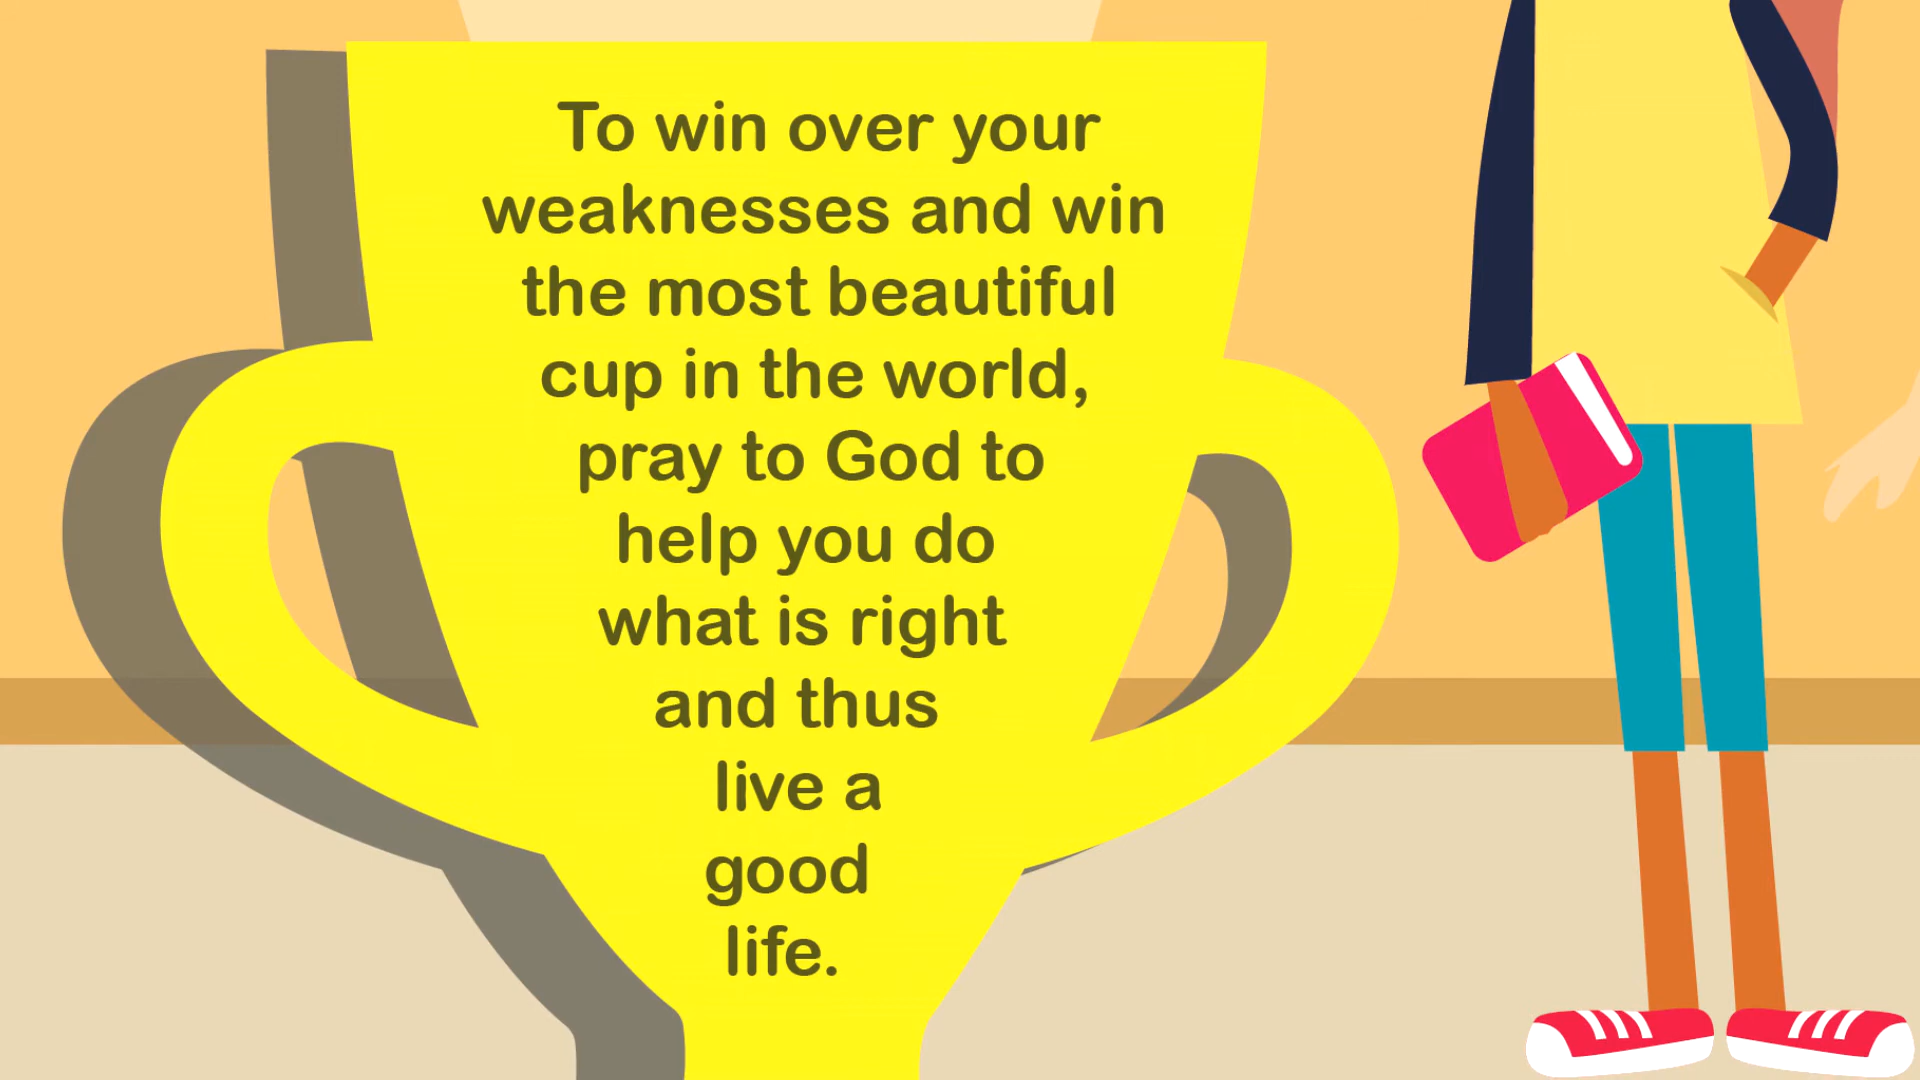 To win over your
weaknesses and win
the most beautiful
cup in the world,
pray to God to
help you do
what is right
and thus
live a
good
life.